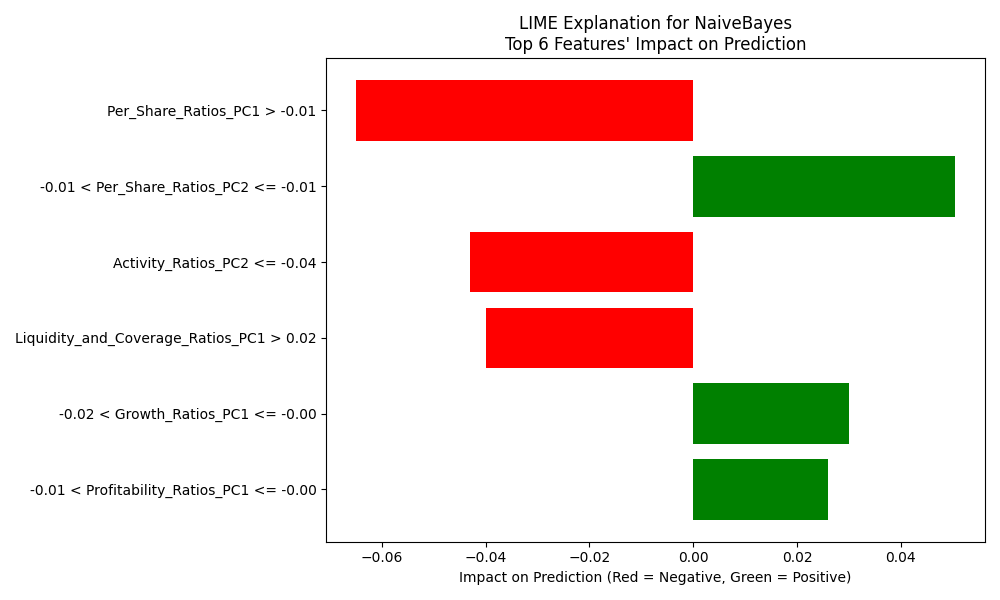 LIME Explanation for NaiveBayes
Top 6 Features' Impact on Prediction
Per_Share_Ratios_PC1 > -0.01
-0.01 < Per_Share_Ratios_PC2 <= -0.01
Activity_Ratios_PC2 <= -0.04
Liquidity_and_Coverage_Ratios_PC1 > 0.02
-0.02 < Growth_Ratios_PC1 <= -0.00
-0.01 < Profitability_Ratios_PC1 <= -0.00
−0.06 −0.04 −0.02 0.00 0.02 0.04
Impact on Prediction (Red = Negative, Green = Positive)